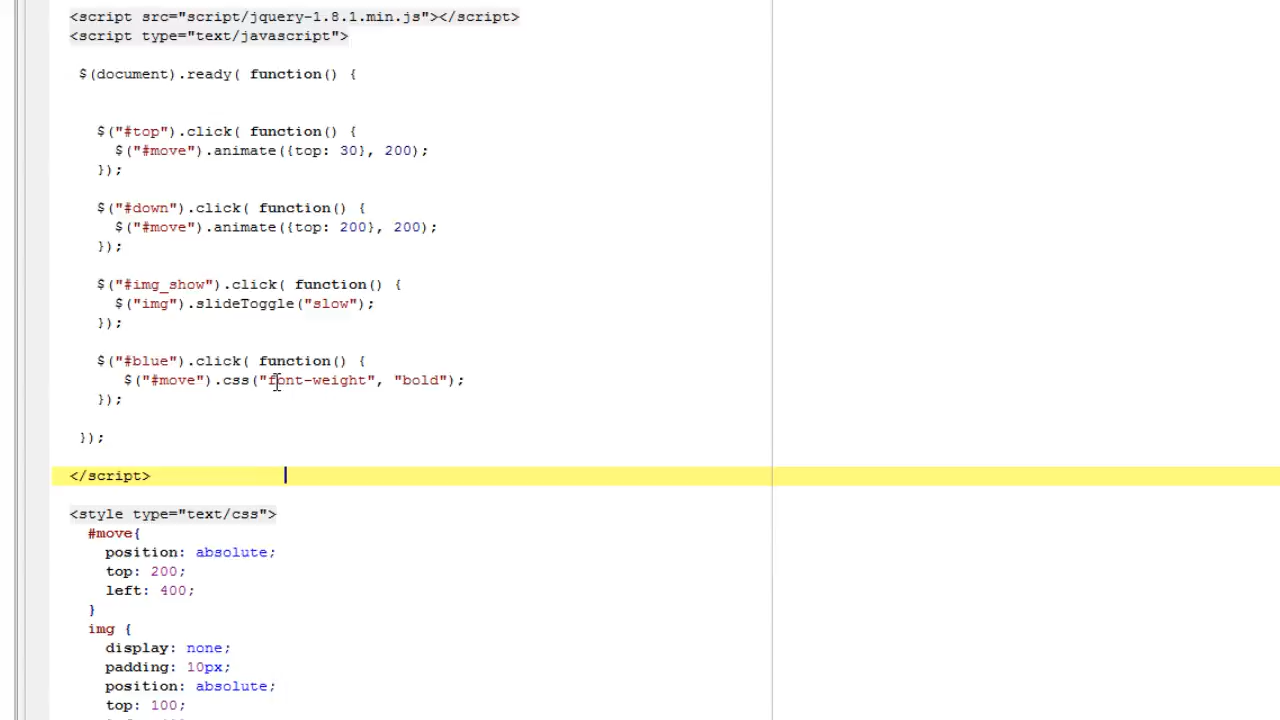 <script src="script/jquery-1.8.1.min.js"></script>
<script type="text/javascript">
$(document).ready( function() {
$("#top").click( function() {
$("#move").animate({top: 30}, 200);
});
$("#down").click( function() {
$("#move").animate({top: 200}, 200);
});
$("#img_show").click( function() {
$("img").slideToggle("slow");
});
$("#blue").click( function() {
$("#move").css("font-weight", "bold");
});
});
</script>
<style type="text/css">
#move{
position: absolute;
top: 200;
left: 400;
}
img {
display: none;
padding: 10px;
position: absolute;
top: 100;